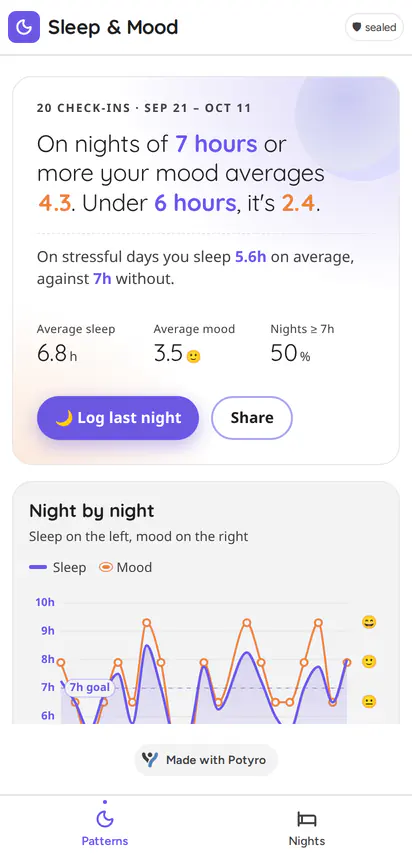 Sleep & Mood
sealed
20 CHECK-INS · SEP 21 – OCT 11
On nights of 7 hours or
more your mood averages
4.3. Under 6 hours, it's 2.4.
On stressful days you sleep 5.6h on average,
against 7h without.
Average sleep
6.8 h
Average mood
3.5 🙂
Nights ≥ 7h
50 %
🌙 Log last night
Share
Night by night
Sleep on the left, mood on the right
Sleep
Mood
10h
9h
8h
7h
7h goal
6h
Made with Potyro
Patterns
Nights